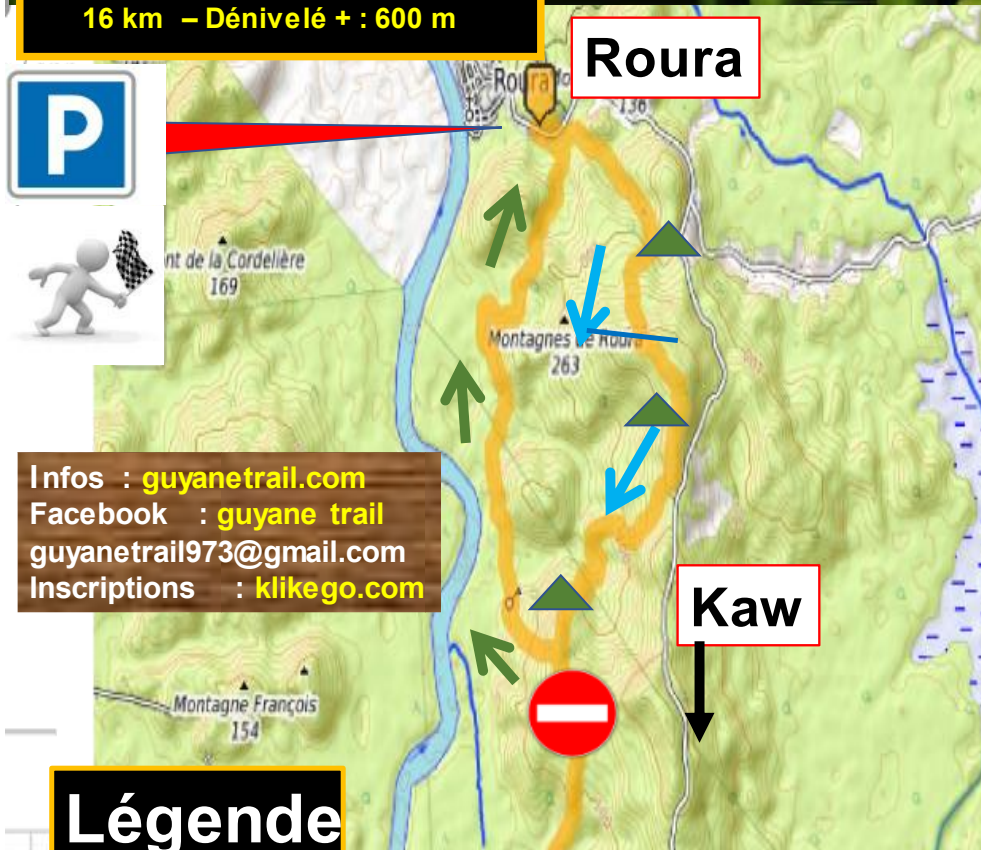 16 km – Dénivelé + : 600 m
Roura
Roura
P
136
nt de la Cordelière
169
Montagnes de Roura
263
Infos : guyanetrail.com
Facebook : guyane trail
guyanetrail973@gmail.com
Inscriptions : klikego.com
Kaw
Montagne François
154
Légende